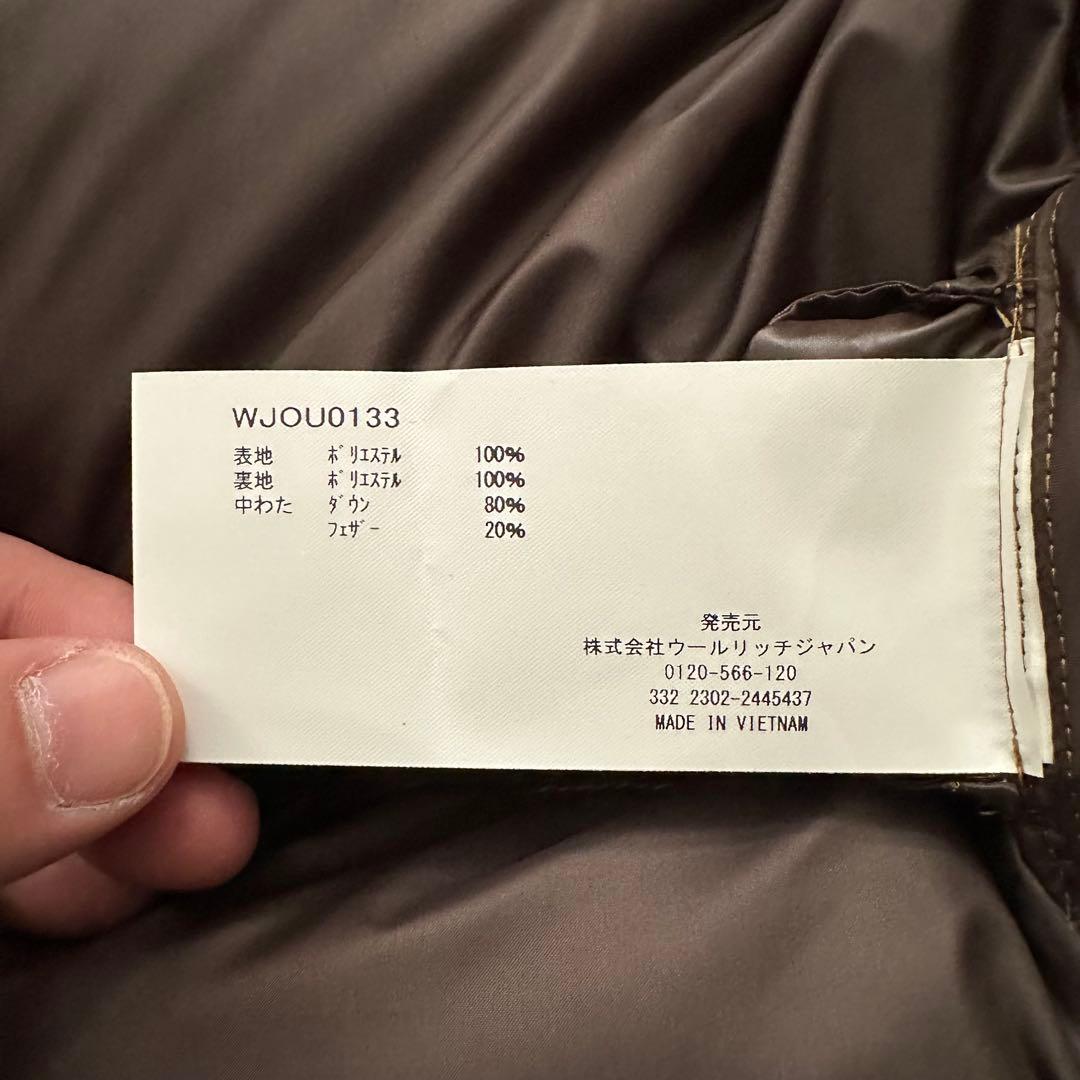 WJOU0133
表地 ﾎﾟﾘｴｽﾃﾙ 100%
裏地 ﾎﾟﾘｴｽﾃﾙ 100%
中わた ﾀﾞｳﾝ 80%
ﾌｪｻﾞｰ 20%
発売元
株式会社ウールリッチジャパン
0120-566-120
332 2302-2445437
MADE IN VIETNAM